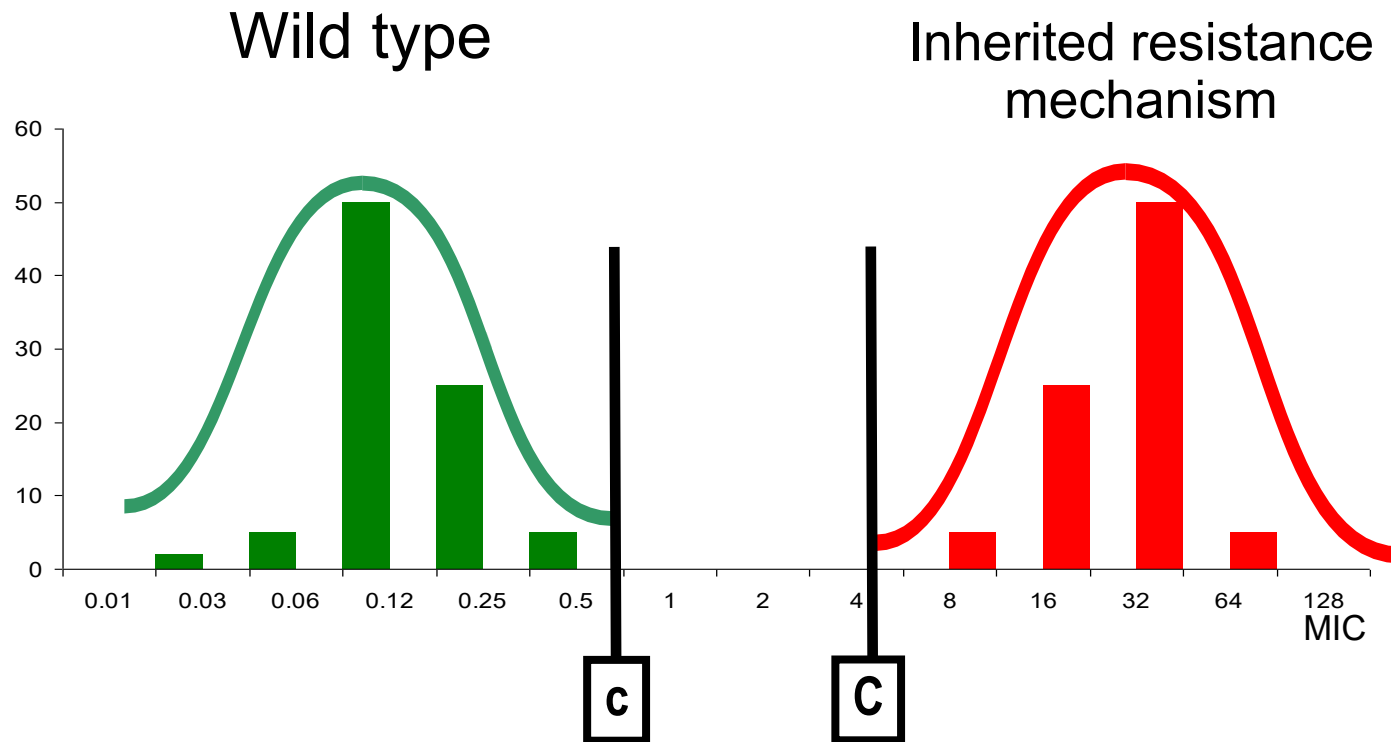 Wild type
Inherited resistance
mechanism
60
50
40
30
20
10
0
0.01 0.03 0.06 0.12 0.25 0.5 1 2 4 8 16 32 64 128
MIC
c
C